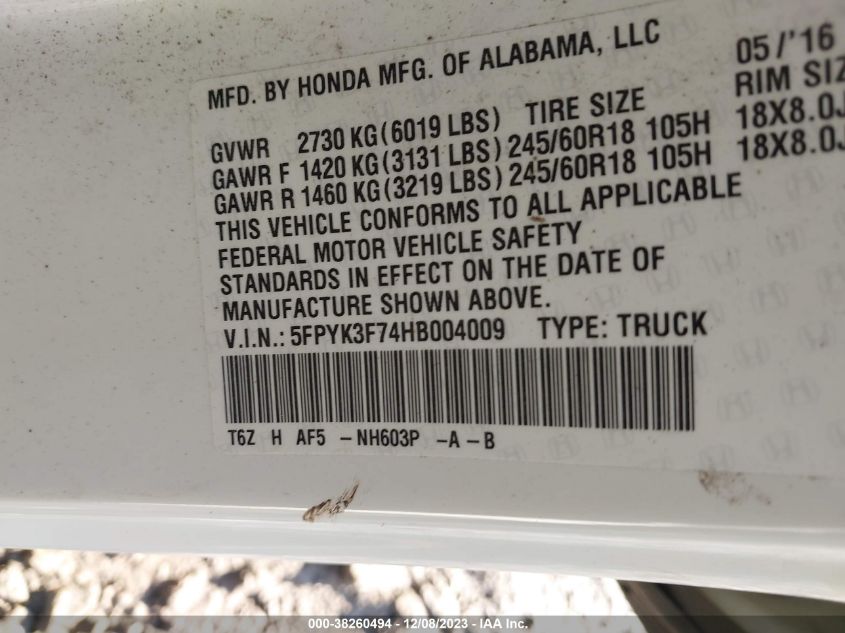 MFD. BY HONDA MFG. OF ALABAMA, LLC 05/'16
GVWR 2730 KG(6019 LBS) TIRE SIZE RIM SIZ
GAWR F 1420 KG(3131 LBS) 245/60R18 105H 18X8.0J
GAWR R 1460 KG(3219 LBS) 245/60R18 105H 18X8.0J
THIS VEHICLE CONFORMS TO ALL APPLICABLE
FEDERAL MOTOR VEHICLE SAFETY
STANDARDS IN EFFECT ON THE DATE OF
MANUFACTURE SHOWN ABOVE.
V.I.N.: 5FPYK3F74HB004009 TYPE: TRUCK
T6Z H AF5 -NH603P -A -B
000-38260494 - 12/08/2023 - IAA Inc.